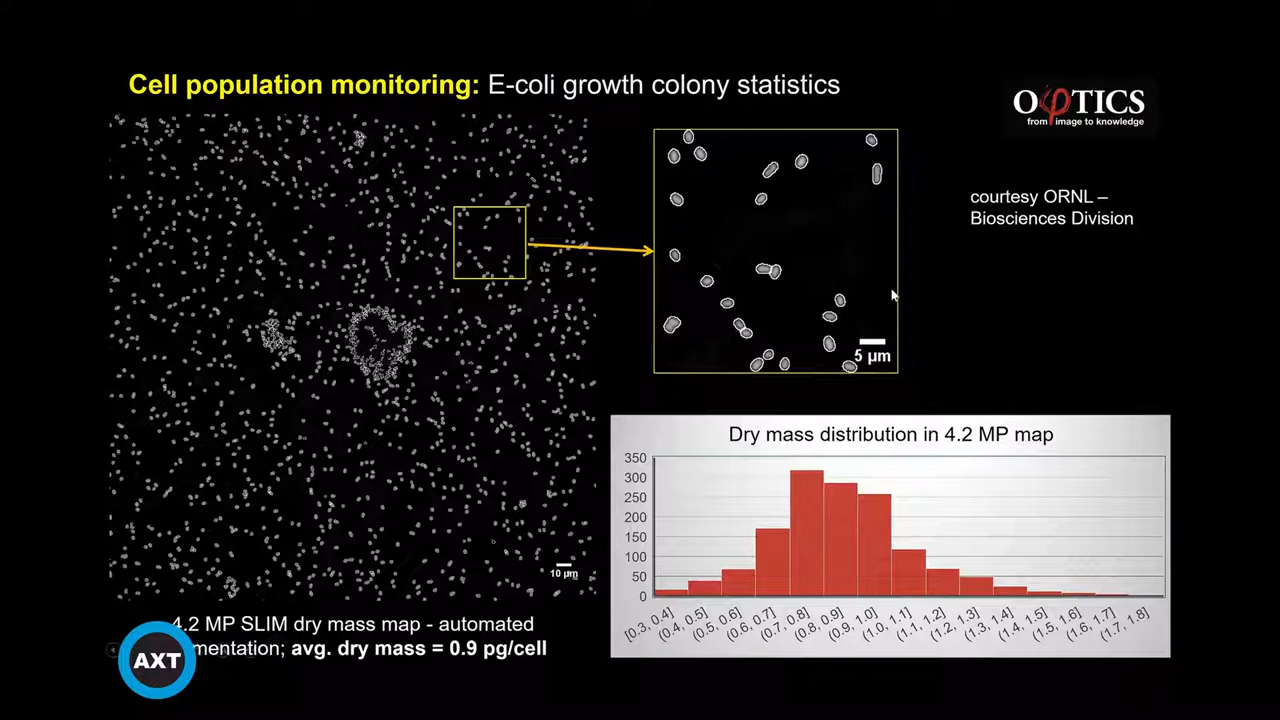 Cell population monitoring: E-coli growth colony statistics
OφTICS
from image to knowledge
courtesy ORNL –
Biosciences Division
5 µm
10 µm
Dry mass distribution in 4.2 MP map
350
300
250
200
150
100
50
0
[0.3, 0.4]
(0.4, 0.5]
(0.5, 0.6]
(0.6, 0.7]
(0.7, 0.8]
(0.8, 0.9]
(0.9, 1.0]
(1.0, 1.1]
(1.1, 1.2]
(1.2, 1.3]
(1.3, 1.4]
(1.4, 1.5]
(1.5, 1.6]
(1.6, 1.7]
(1.7, 1.8]
4.2 MP SLIM dry mass map - automated
mentation; avg. dry mass = 0.9 pg/cell
AXT